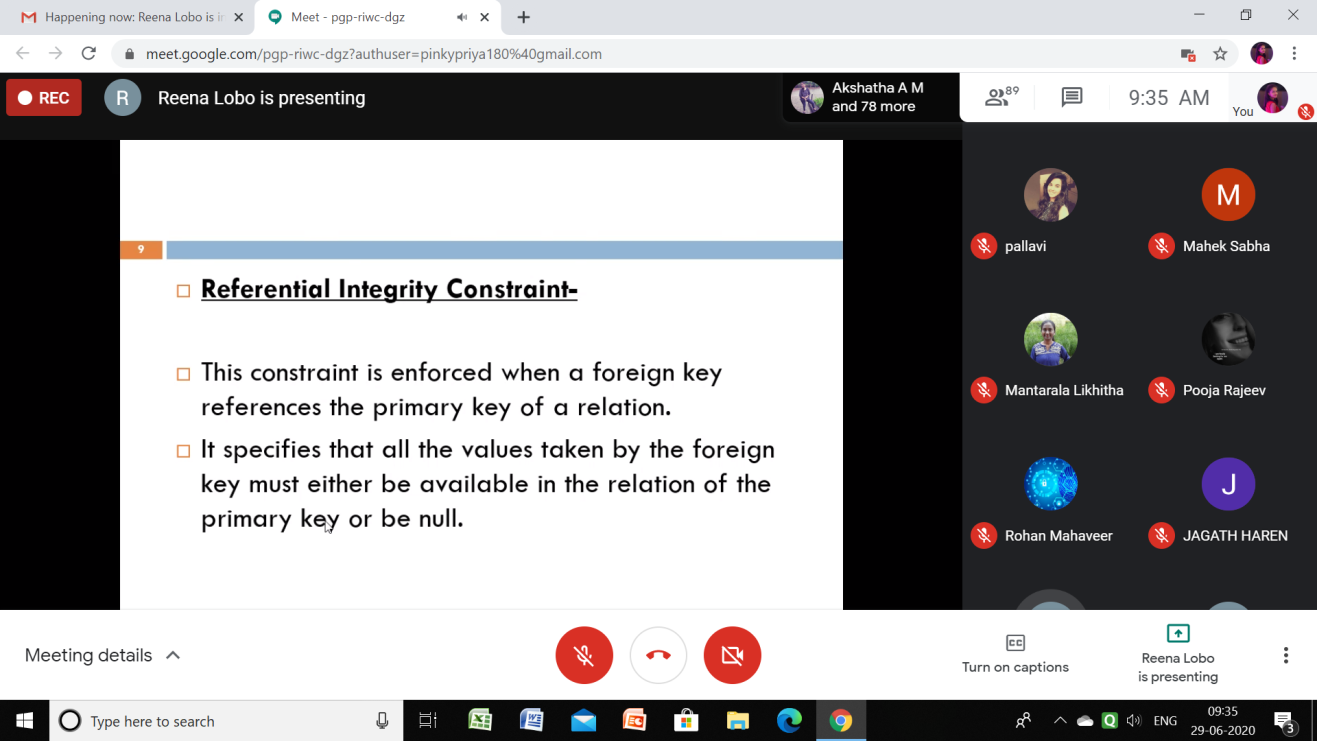 Happening now: Reena Lobo is in
Meet - pgp-riwc-dgz
meet.google.com/pgp-riwc-dgz?authuser=pinkypriya180%40gmail.com
REC
R
Reena Lobo is presenting
Akshatha A M
and 78 more
89
9:35 AM
You
9
Referential Integrity Constraint-
This constraint is enforced when a foreign key
references the primary key of a relation.
It specifies that all the values taken by the foreign
key must either be available in the relation of the
primary key or be null.
pallavi
M
Mahek Sabha
Mantarala Likhitha
Pooja Rajeev
Rohan Mahaveer
J
JAGATH HAREN
Meeting details
CC
Turn on captions
Reena Lobo
is presenting
Type here to search
ENG
09:35
29-06-2020
3